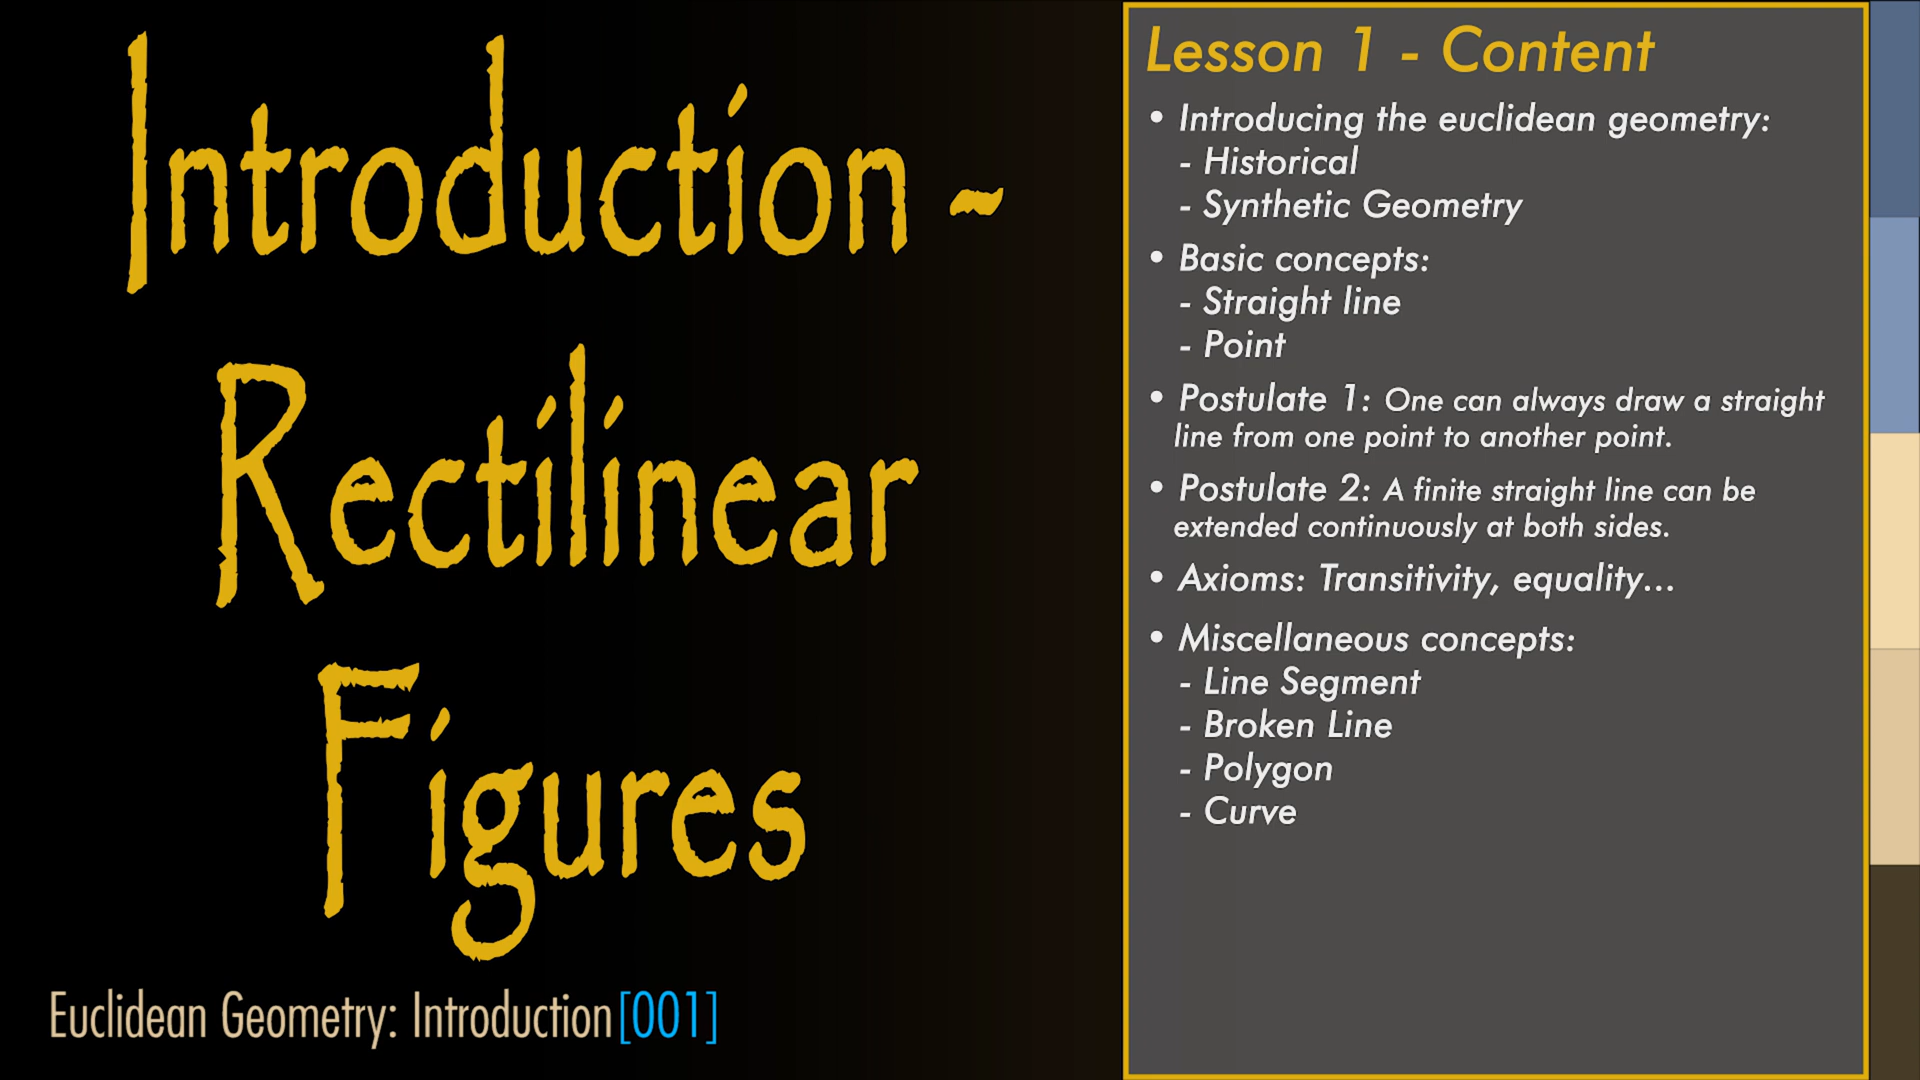 Introduction -
Rectilinear
Figures
Euclidean Geometry: Introduction[001]
Lesson 1 - Content
• Introducing the euclidean geometry:
- Historical
- Synthetic Geometry
• Basic concepts:
- Straight line
- Point
• Postulate 1: One can always draw a straight
line from one point to another point.
• Postulate 2: A finite straight line can be
extended continuously at both sides.
• Axioms: Transitivity, equality...
• Miscellaneous concepts:
- Line Segment
- Broken Line
- Polygon
- Curve